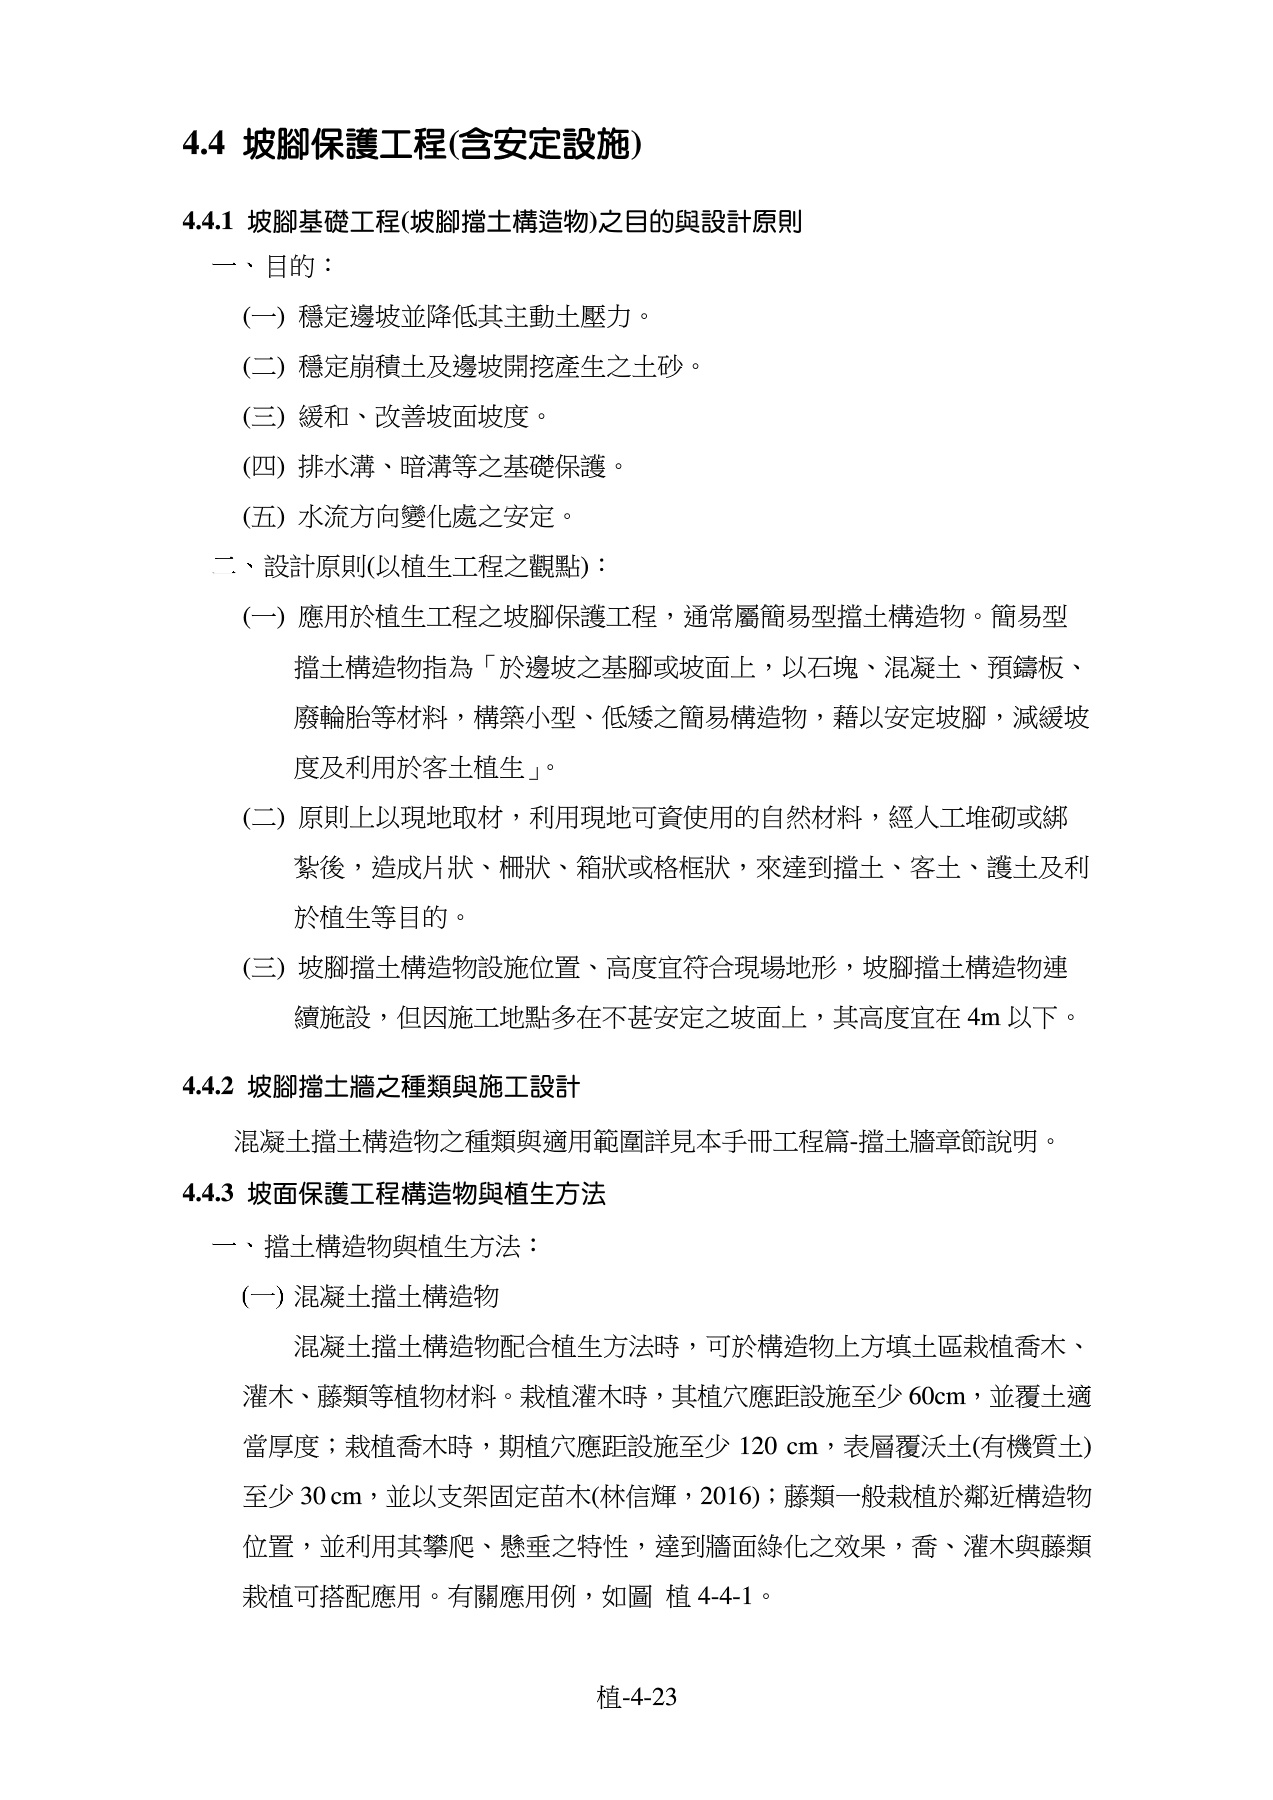 4.4 坡腳保護工程(含安定設施)
4.4.1 坡腳基礎工程(坡腳擋土構造物)之目的與設計原則
一、目的：
(一) 穩定邊坡並降低其主動土壓力。
(二) 穩定崩積土及邊坡開挖產生之土砂。
(三) 緩和、改善坡面坡度。
(四) 排水溝、暗溝等之基礎保護。
(五) 水流方向變化處之安定。
二、設計原則(以植生工程之觀點)：
(一) 應用於植生工程之坡腳保護工程，通常屬簡易型擋土構造物。簡易型
擋土構造物指為「於邊坡之基腳或坡面上，以石塊、混凝土、預鑄板、
廢輪胎等材料，構築小型、低矮之簡易構造物，藉以安定坡腳，減緩坡
度及利用於客土植生」。
(二) 原則上以現地取材，利用現地可資使用的自然材料，經人工堆砌或綁
紮後，造成片狀、柵狀、箱狀或格框狀，來達到擋土、客土、護土及利
於植生等目的。
(三) 坡腳擋土構造物設施位置、高度宜符合現場地形，坡腳擋土構造物連
續施設，但因施工地點多在不甚安定之坡面上，其高度宜在 4m 以下。
4.4.2 坡腳擋土牆之種類與施工設計
混凝土擋土構造物之種類與適用範圍詳見本手冊工程篇-擋土牆章節說明。
4.4.3 坡面保護工程構造物與植生方法
一、擋土構造物與植生方法：
(一) 混凝土擋土構造物
混凝土擋土構造物配合植生方法時，可於構造物上方填土區栽植喬木、
灌木、藤類等植物材料。栽植灌木時，其植穴應距設施至少 60cm，並覆土適
當厚度；栽植喬木時，期植穴應距設施至少 120 cm，表層覆沃土(有機質土)
至少 30 cm，並以支架固定苗木(林信輝，2016)；藤類一般栽植於鄰近構造物
位置，並利用其攀爬、懸垂之特性，達到牆面綠化之效果，喬、灌木與藤類
栽植可搭配應用。有關應用例，如圖 植 4-4-1。
植-4-23